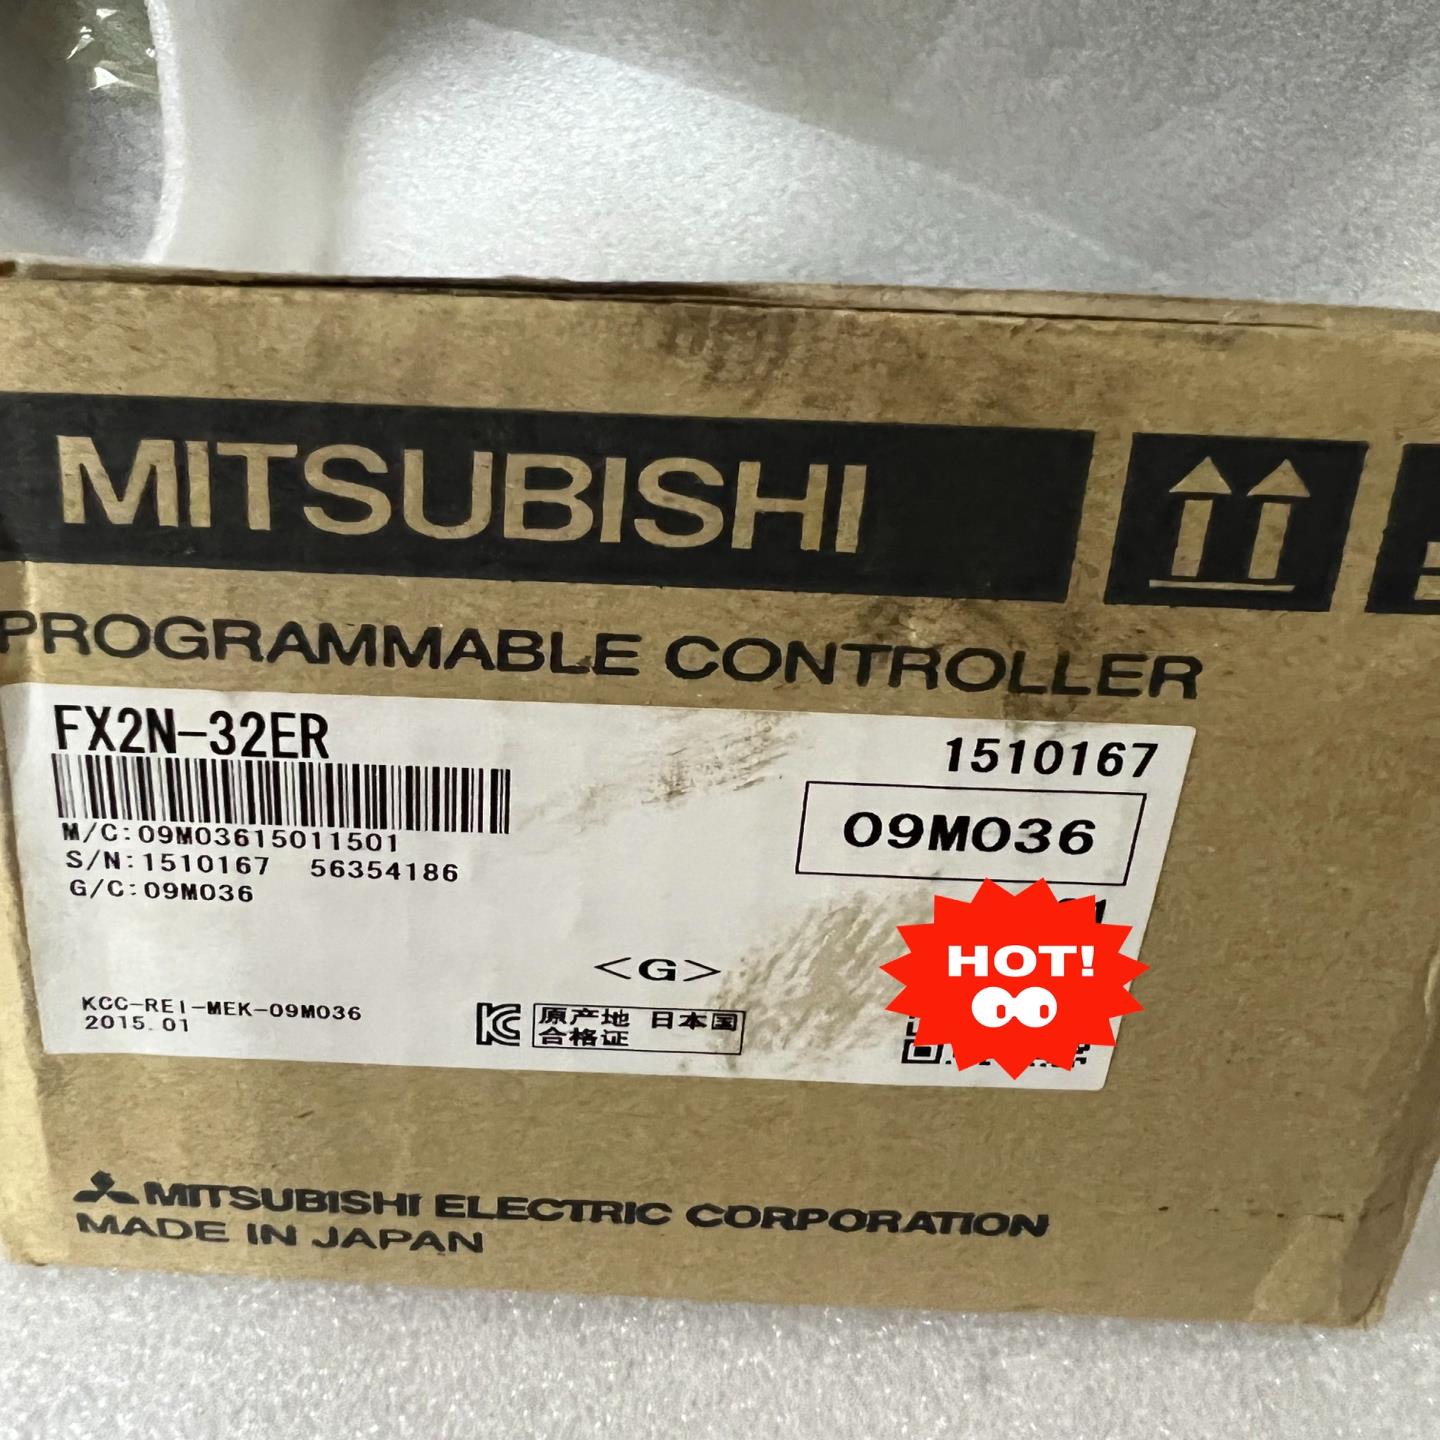 MITSUBISHI
PROGRAMMABLE CONTROLLER
FX2N-32ER
1510167
M/C:09M03615011501
09M036
S/N:1510167 56354186
G/C:09M036
HOT!
<G>
KCC-REI-MEK-09M036
2015.01
原产地 日本国
合格证
MITSUBISHI ELECTRIC CORPORATION
MADE IN JAPAN